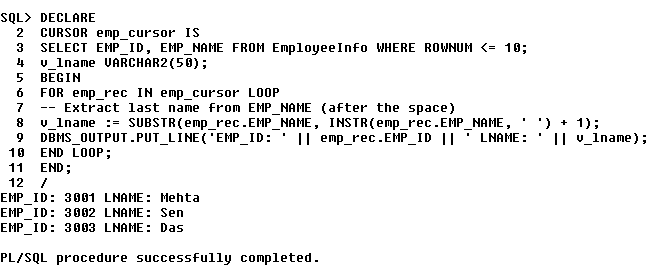 SQL> DECLARE
2 CURSOR emp_cursor IS
3 SELECT EMP_ID, EMP_NAME FROM EmployeeInfo WHERE ROWNUM <= 10;
4 v_lname VARCHAR2(50);
5 BEGIN
6 FOR emp_rec IN emp_cursor LOOP
7 -- Extract last name from EMP_NAME (after the space)
8 v_lname := SUBSTR(emp_rec.EMP_NAME, INSTR(emp_rec.EMP_NAME, ' ') + 1);
9 DBMS_OUTPUT.PUT_LINE('EMP_ID: ' || emp_rec.EMP_ID || ' LNAME: ' || v_lname);
10 END LOOP;
11 END;
12 /
EMP_ID: 3001 LNAME: Mehta
EMP_ID: 3002 LNAME: Sen
EMP_ID: 3003 LNAME: Das
PL/SQL procedure successfully completed.